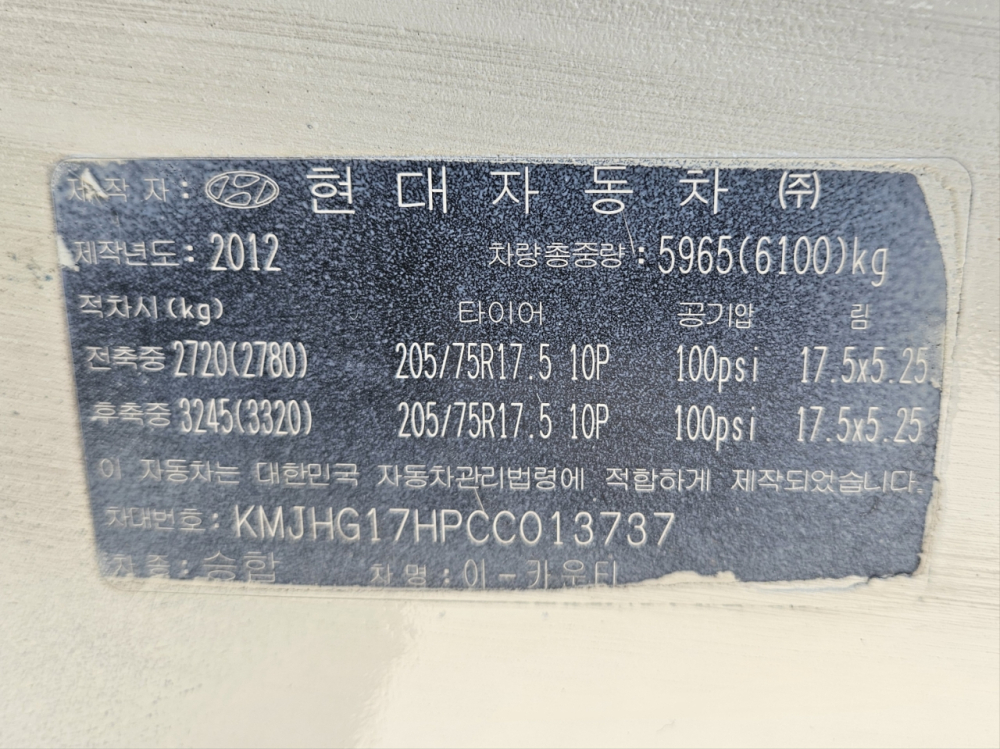 제작자: 현대자동차 ㈜
제작년도: 2012 차량총중량: 5965(6100)kg
적차시(kg) 타이어 공기압 림
전축중 2720(2780) 205/75R17.5 10P 100psi 17.5x5.25
후축중 3245(3320) 205/75R17.5 10P 100psi 17.5x5.25
이 자동차는 대한민국 자동차관리법령에 적합하게 제작되었습니다.
차대번호: KMJHG17HPCC013737
차종: 승합 차명: 이-카운티